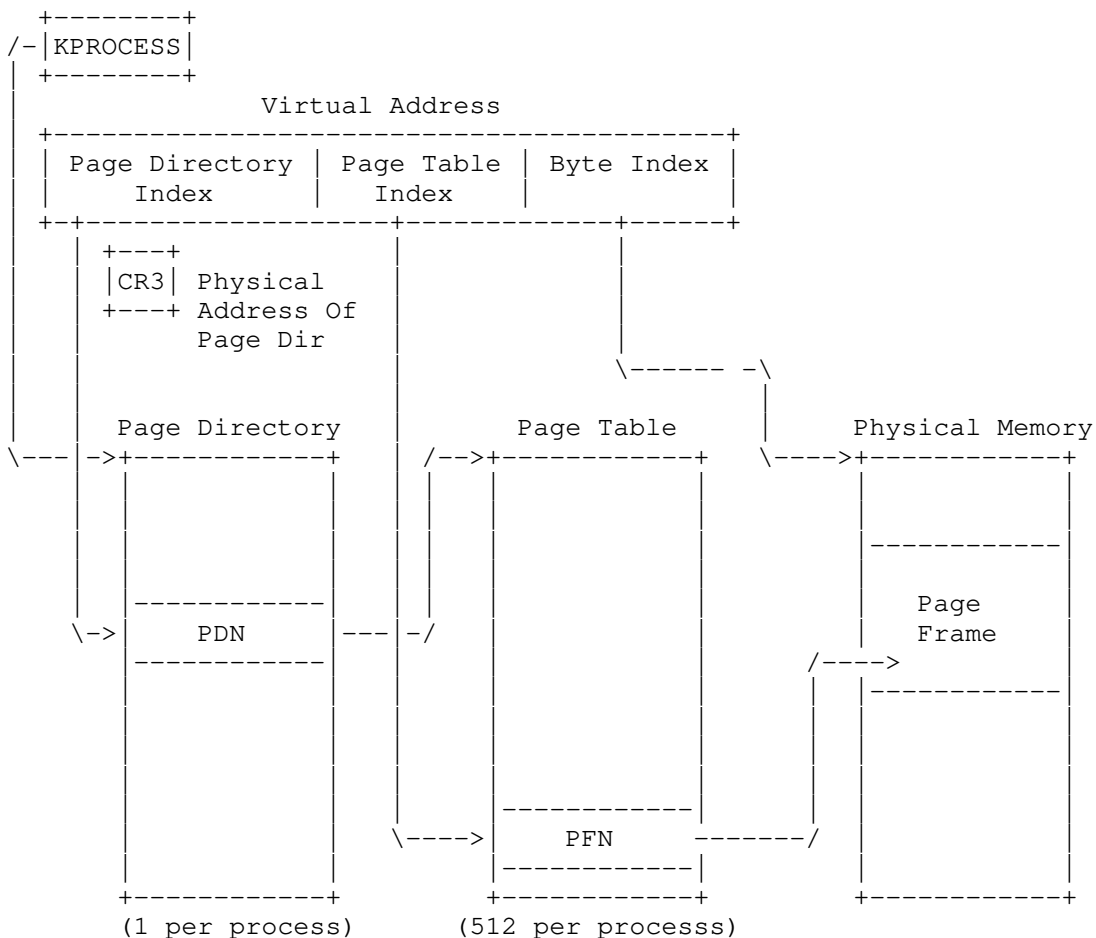 KPROCESS
Virtual Address
Page Directory Index
Page Table Index
Byte Index
CR3
Physical
Address Of
Page Dir
Page Directory
Page Table
Physical Memory
PDN
Page
Frame
PFN
(1 per process)
(512 per processs)